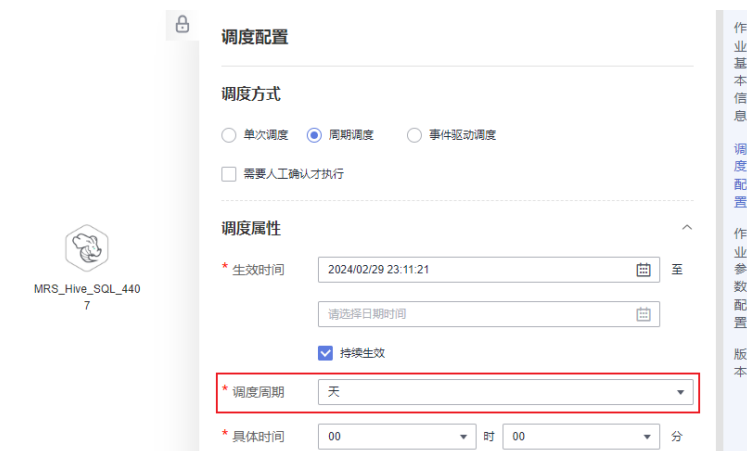 调度配置
调度方式
单次调度 周期调度 事件驱动调度
需要人工确认才执行
调度属性
* 生效时间 2024/02/29 23:11:21 至
请选择日期时间
持续生效
* 调度周期 天
* 具体时间 00 时 00 分
MRS_Hive_SQL_440
7
作业基本信息
调度配置
作业参数配置
版本